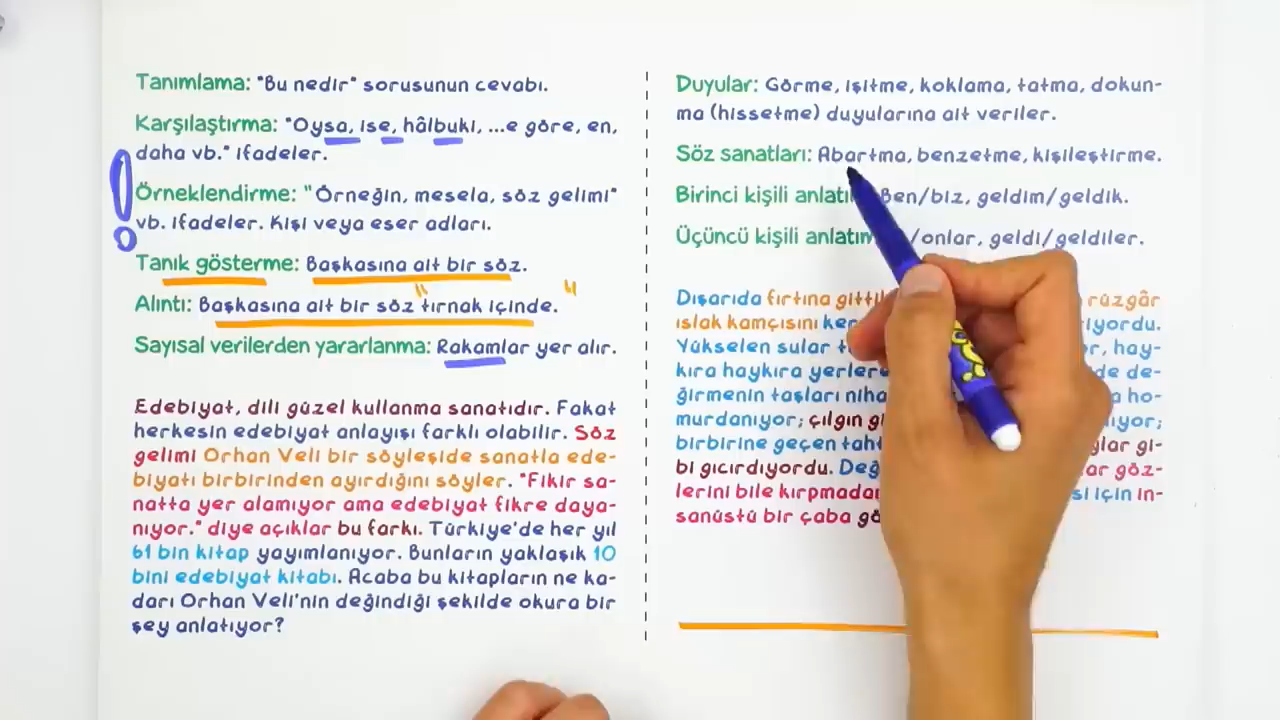 Tanımlama: "Bu nedir" sorusunun cevabı.
Karşılaştırma: "Oysa, ise, hâlbuki, ...e göre, en,
daha vb." ifadeler.
Örneklendirme: "Örneğin, mesela, söz gelimi"
vb. ifadeler. Kişi veya eser adları.
Tanık gösterme: Başkasına ait bir söz.
Alıntı: Başkasına ait bir söz tırnak içinde.
Sayısal verilerden yararlanma: Rakamlar yer alır.
Edebiyat, dili güzel kullanma sanatıdır. Fakat
herkesin edebiyat anlayışı farklı olabilir. Söz
gelimi Orhan Veli bir söyleşide sanatla ede-
biyatı birbirinden ayırdığını söyler. "Fikir sa-
natta yer alamıyor ama edebiyat fikre daya-
nıyor." diye açıklar bu farkı. Türkiye'de her yıl
61 bin kitap yayımlanıyor. Bunların yaklaşık 10
bini edebiyat kitabı. Acaba bu kitapların ne ka-
darı Orhan Veli'nin değindiği şekilde okura bir
şey anlatıyor?
Duyular: Görme, işitme, koklama, tatma, dokun-
ma (hissetme) duyularına ait veriler.
Söz sanatları: Abartma, benzetme, kişileştirme.
Birinci kişili anlatı Ben/biz, geldim/geldik.
Üçüncü kişili anlatım /onlar, geldi/geldiler.
Dışarıda fırtına rüzgâr
ıslak kamçısını
Yükselen sular hay-
kıra haykıra de-
ğirmenin taşları ho-
murdanıyor; çılgın
birbirine geçen gi-
bi gıcırdıyordu. göz-
lerini bile için in-
sanüstü bir çaba